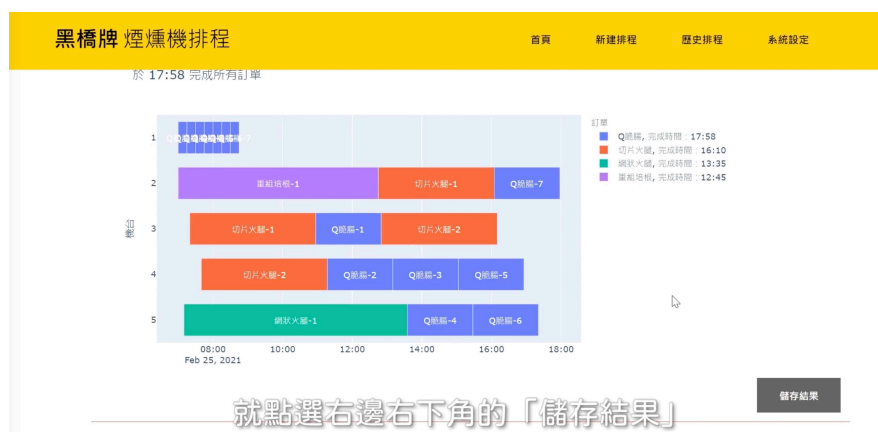 黑橋牌 煙燻機排程
首頁 新建排程 歷史排程 系統設定
於 17:58 完成所有訂單
訂單
Q脆腸, 完成時間：17:58
切片火腿, 完成時間：16:10
網狀火腿, 完成時間：13:35
重組培根, 完成時間：12:45
機台
1
2 重組培根-1 切片火腿-1 Q脆腸-7
3 切片火腿-1 Q脆腸-1 切片火腿-2
4 切片火腿-2 Q脆腸-2 Q脆腸-3 Q脆腸-5
5 網狀火腿-1 Q脆腸-4 Q脆腸-6
08:00 10:00 12:00 14:00 16:00 18:00
Feb 25, 2021
儲存結果
就點選右邊右下角的「儲存結果」